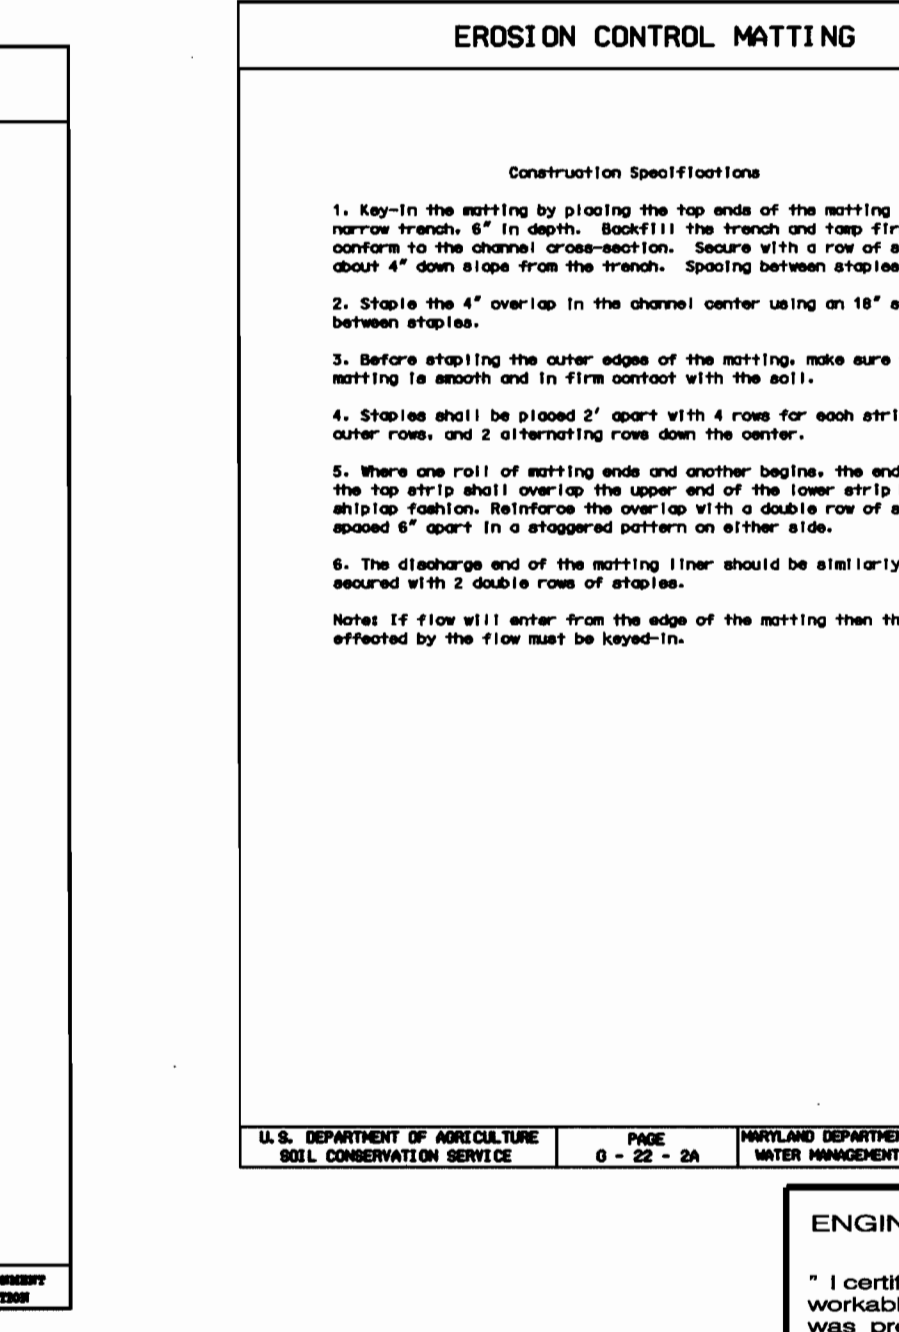 EROSION CONTROL MATTING
Construction Specifications
1. Key-in the matting by placing the top ends of the matting
narrow trench, 6" in depth. Backfill the trench and tamp fir
conform to the channel cross-section. Secure with a row of s
about 4" down slope from the trench. Spacing between staples
2. Staple the 4" overlap in the channel center using an 18" s
between staples.
3. Before stapling the outer edges of the matting, make sure
matting is smooth and in firm contact with the soil.
4. Staples shall be placed 2' apart with 4 rows for each stri
outer rows, and 2 alternating rows down the center.
5. Where one roll of matting ends and another begins, the end
the top strip shall overlap the upper end of the lower strip
shiplap fashion. Reinforce the overlap with a double row of s
spaced 6" apart in a staggered pattern on either side.
6. The discharge end of the matting liner should be similarly
secured with 2 double rows of staples.
Note: If flow will enter from the edge of the matting then th
effected by the flow must be keyed-in.
U.S. DEPARTMENT OF AGRICULTURE
SOIL CONSERVATION SERVICE
PAGE
G - 22 - 2A
MARYLAND DEPARTME
WATER MANAGEMENT
ENGIN
" I certif
workabl
was pre